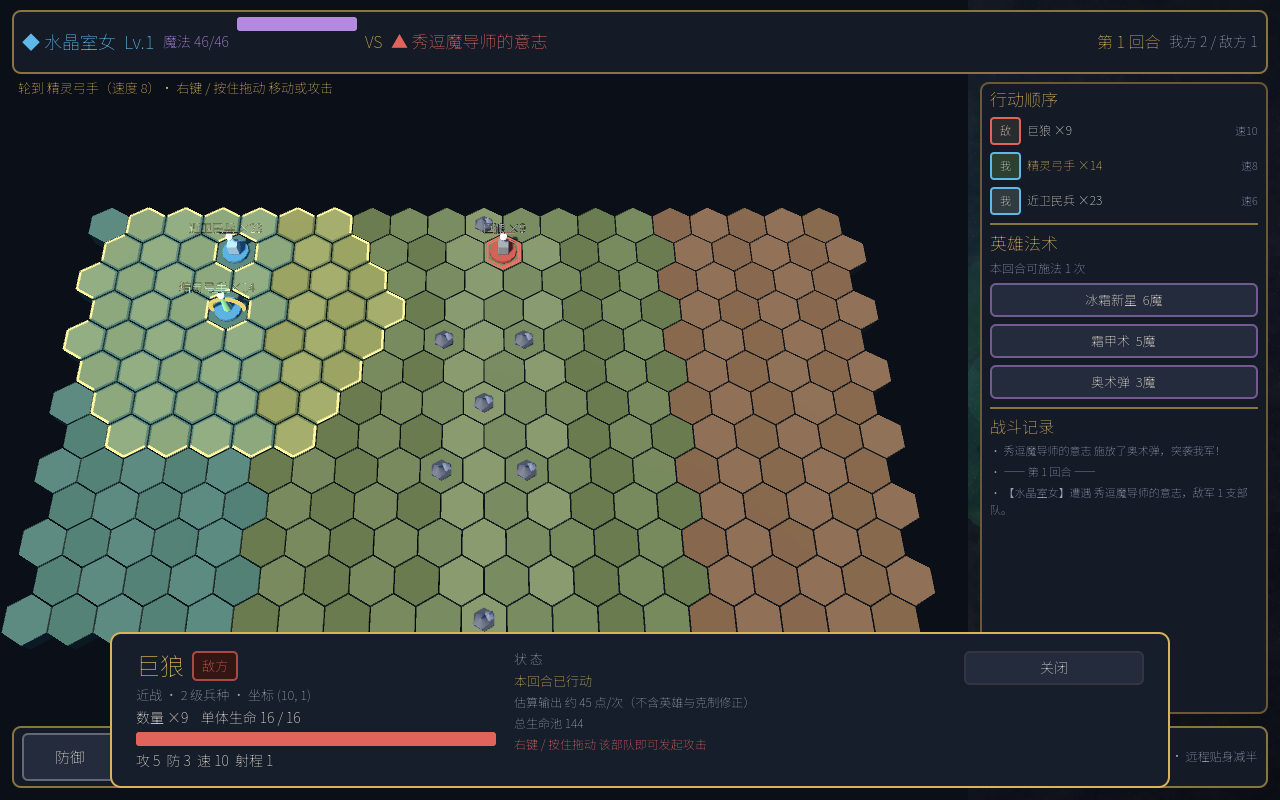 水晶室女 Lv.1 魔法 46/46 VS 秀逗魔导师的意志 第 1 回合 我方 2 / 敌方 1
轮到 精灵弓手（速度 8） · 右键 / 按住拖动 移动或攻击
行动顺序
敌 巨狼 ×9 速10
我 精灵弓手 ×14 速8
我 近卫民兵 ×23 速6
英雄法术
本回合可施法 1 次
冰霜新星 6魔
霜甲术 5魔
奥术弹 3魔
战斗记录
· 秀逗魔导师的意志 施放了奥术弹，突袭我军！
· —— 第 1 回合 ——
· 【水晶室女】遭遇 秀逗魔导师的意志，敌军 1 支部
队。
巨狼 敌方
近战 · 2 级兵种 · 坐标 (10, 1)
数量 ×9 单体生命 16 / 16
攻 5 防 3 速 10 射程 1
状 态
本回合已行动
估算输出 约 45 点/次（不含英雄与克制修正）
总生命池 144
右键 / 按住拖动 该部队即可发起攻击
关闭
防御
· 远程贴身减半